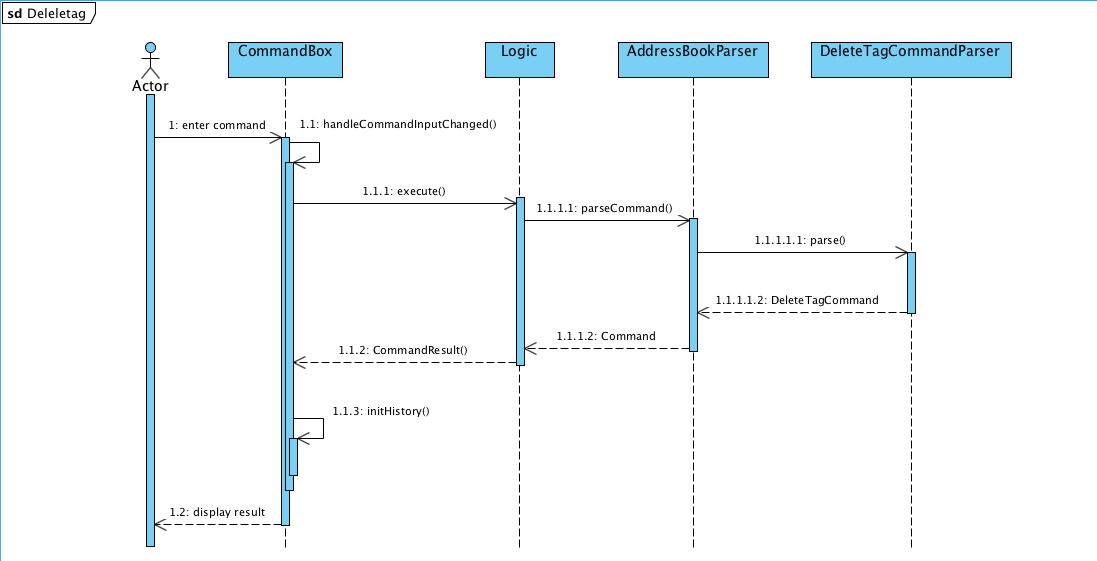 sd Deleletag
CommandBox
Logic
AddressBookParser
DeleteTagCommandParser
Actor
1: enter command
1.1: handleCommandInputChanged()
1.1.1: execute()
1.1.1.1: parseCommand()
1.1.1.1.1: parse()
1.1.1.1.2: DeleteTagCommand
1.1.1.2: Command
1.1.2: CommandResult()
1.1.3: initHistory()
1.2: display result